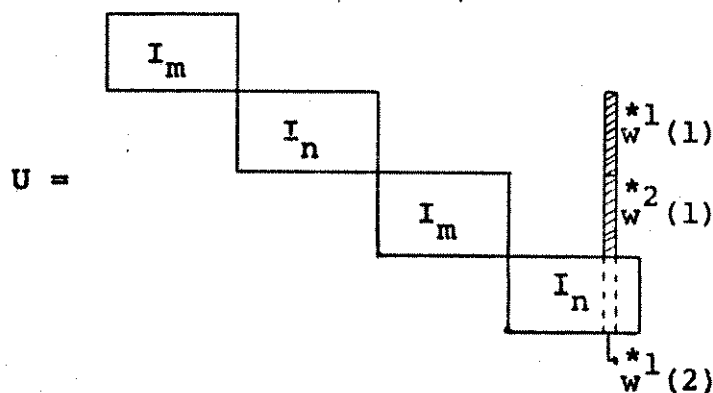 I_m
w^{*1}(1)
I_n
U =
w^{*2}(1)
I_m
I_n
w^{*1}(2)